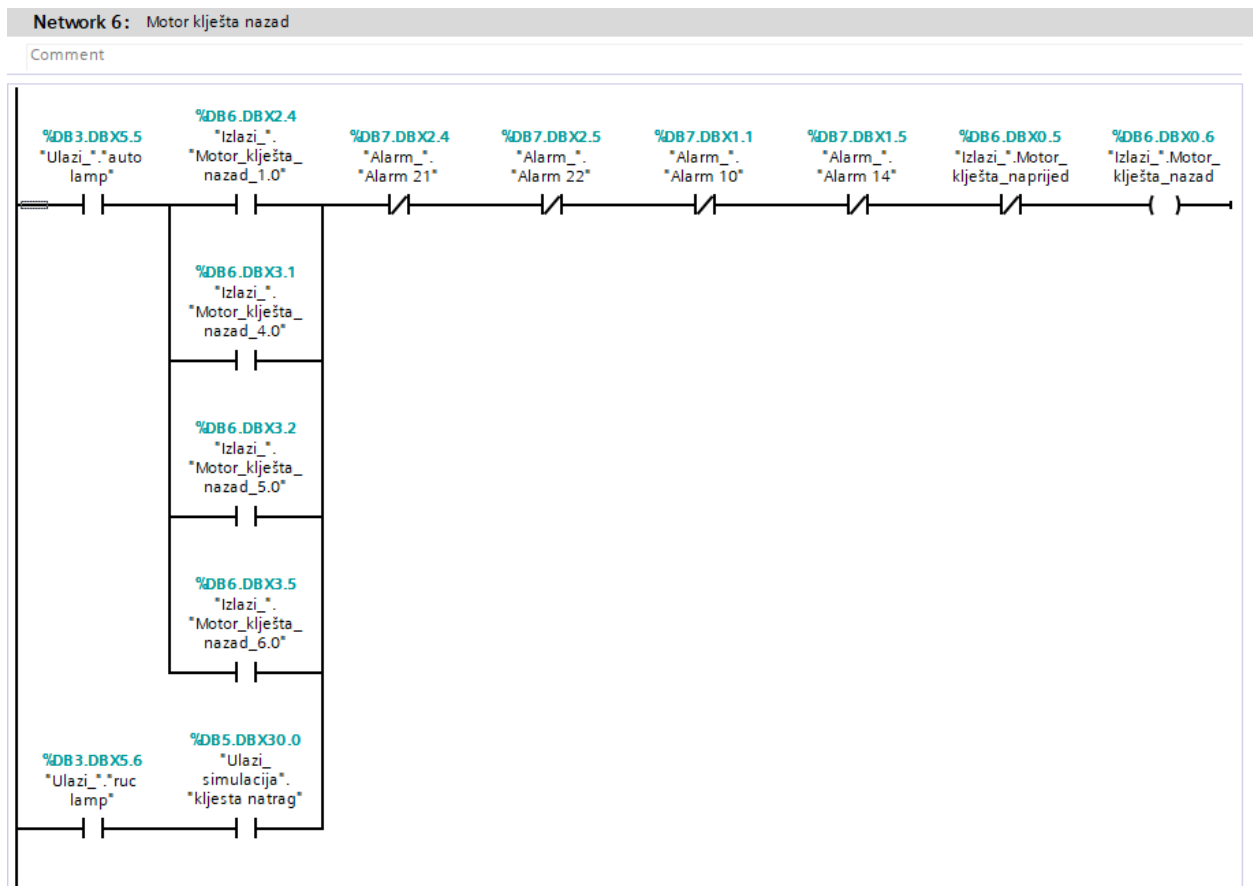 Network 6: Motor klješta nazad
Comment
%DB3.DBX5.5
"Ulazi_"."auto
lamp"
%DB6.DBX2.4
"Izlazi_".
"Motor_klješta_
nazad_1.0"
%DB7.DBX2.4
"Alarm_".
"Alarm 21"
%DB7.DBX2.5
"Alarm_".
"Alarm 22"
%DB7.DBX1.1
"Alarm_".
"Alarm 10"
%DB7.DBX1.5
"Alarm_".
"Alarm 14"
%DB6.DBX0.5
"Izlazi_".Motor_
klješta_naprijed
%DB6.DBX0.6
"Izlazi_".Motor_
klješta_nazad
%DB6.DBX3.1
"Izlazi_".
"Motor_klješta_
nazad_4.0"
%DB6.DBX3.2
"Izlazi_".
"Motor_klješta_
nazad_5.0"
%DB6.DBX3.5
"Izlazi_".
"Motor_klješta_
nazad_6.0"
%DB3.DBX5.6
"Ulazi_"."ruc
lamp"
%DB5.DBX30.0
"Ulazi_
simulacija".
"kljesta natrag"